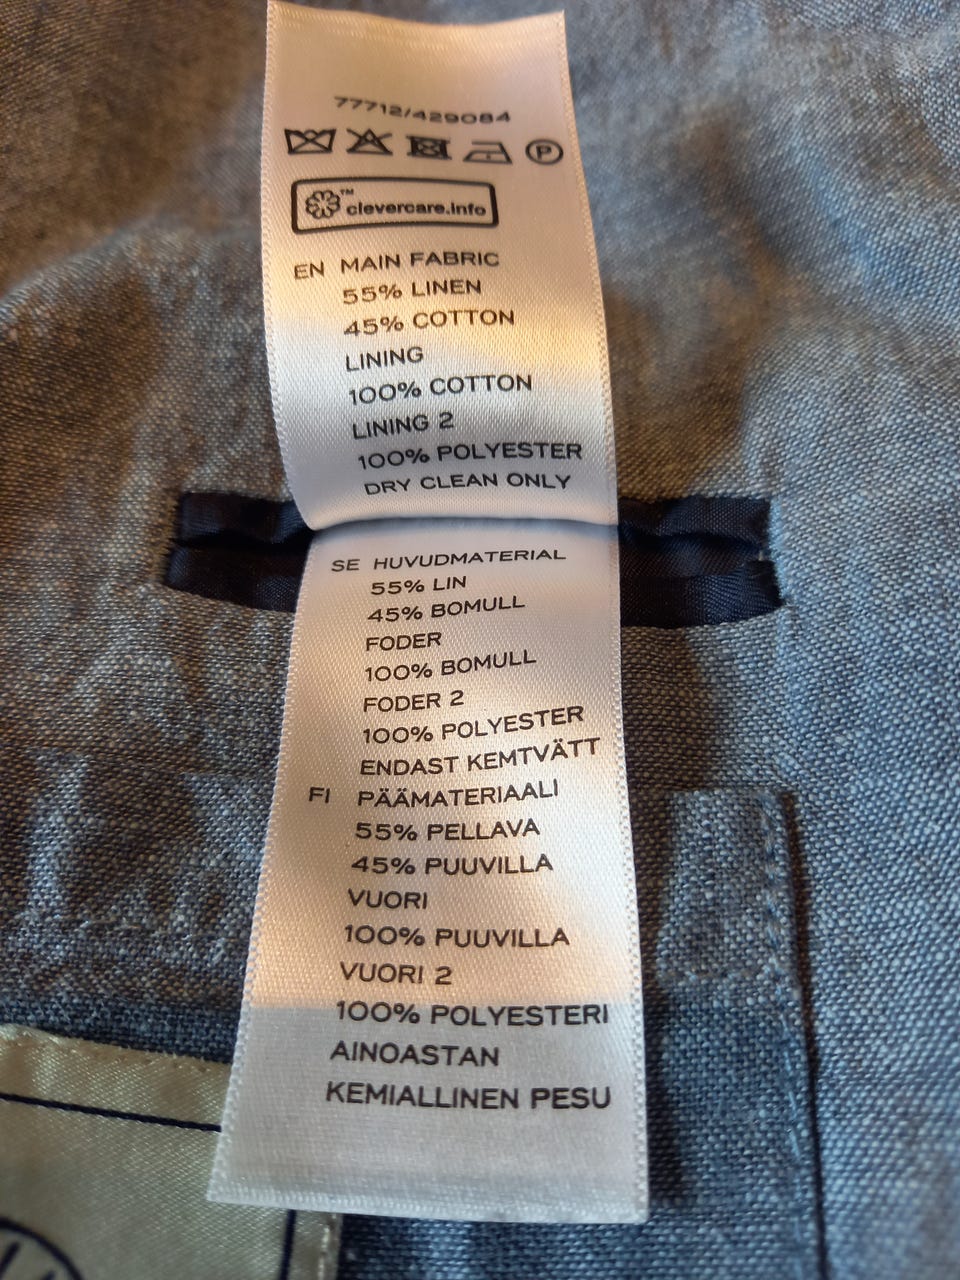 77712/429084
P
clevercare.info™
EN MAIN FABRIC
55% LINEN
45% COTTON
LINING
100% COTTON
LINING 2
100% POLYESTER
DRY CLEAN ONLY
SE HUVUDMATERIAL
55% LIN
45% BOMULL
FODER
100% BOMULL
FODER 2
100% POLYESTER
ENDAST KEMTVÄTT
FI PÄÄMATERIAALI
55% PELLAVA
45% PUUVILLA
VUORI
100% PUUVILLA
VUORI 2
100% POLYESTERI
AINOASTAN
KEMIALLINEN PESU